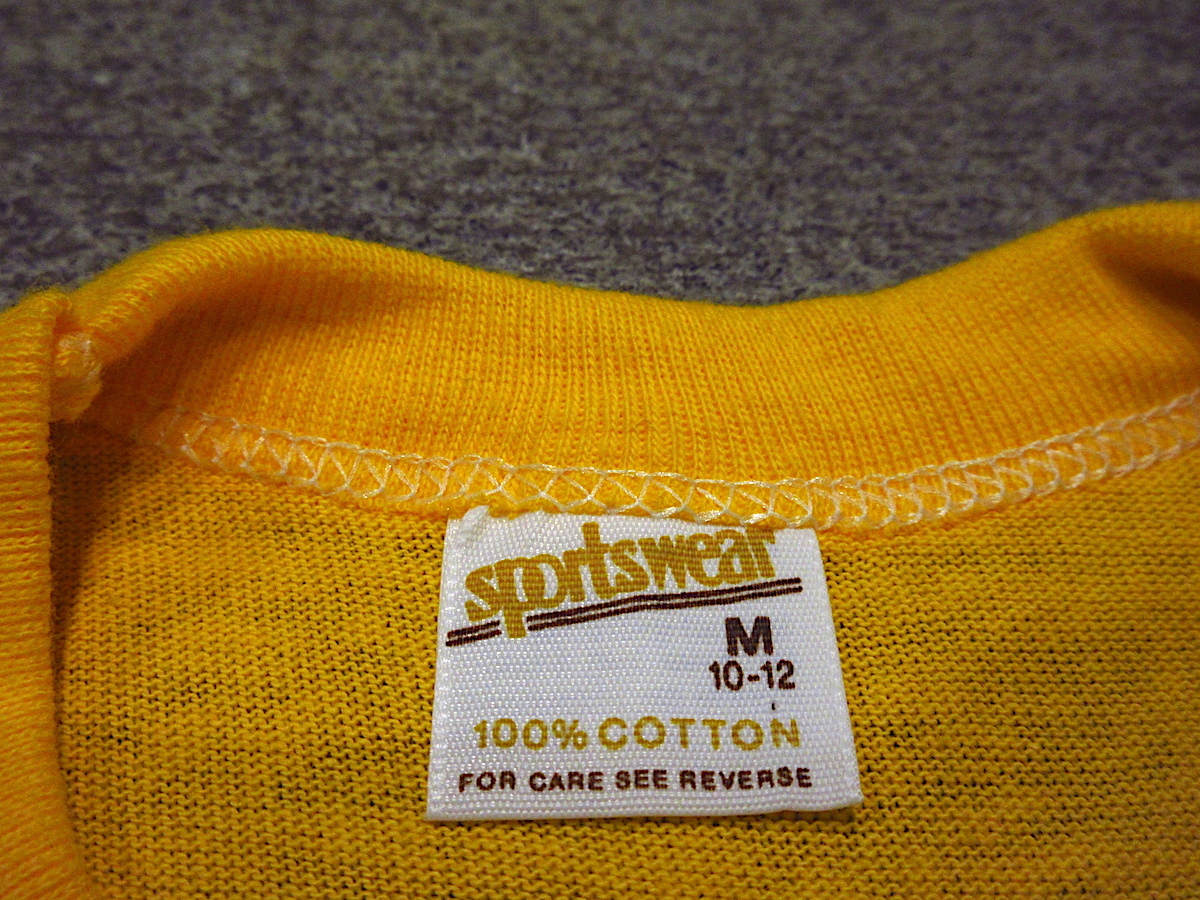 sportswear
M
10-12
100% COTTON
FOR CARE SEE REVERSE